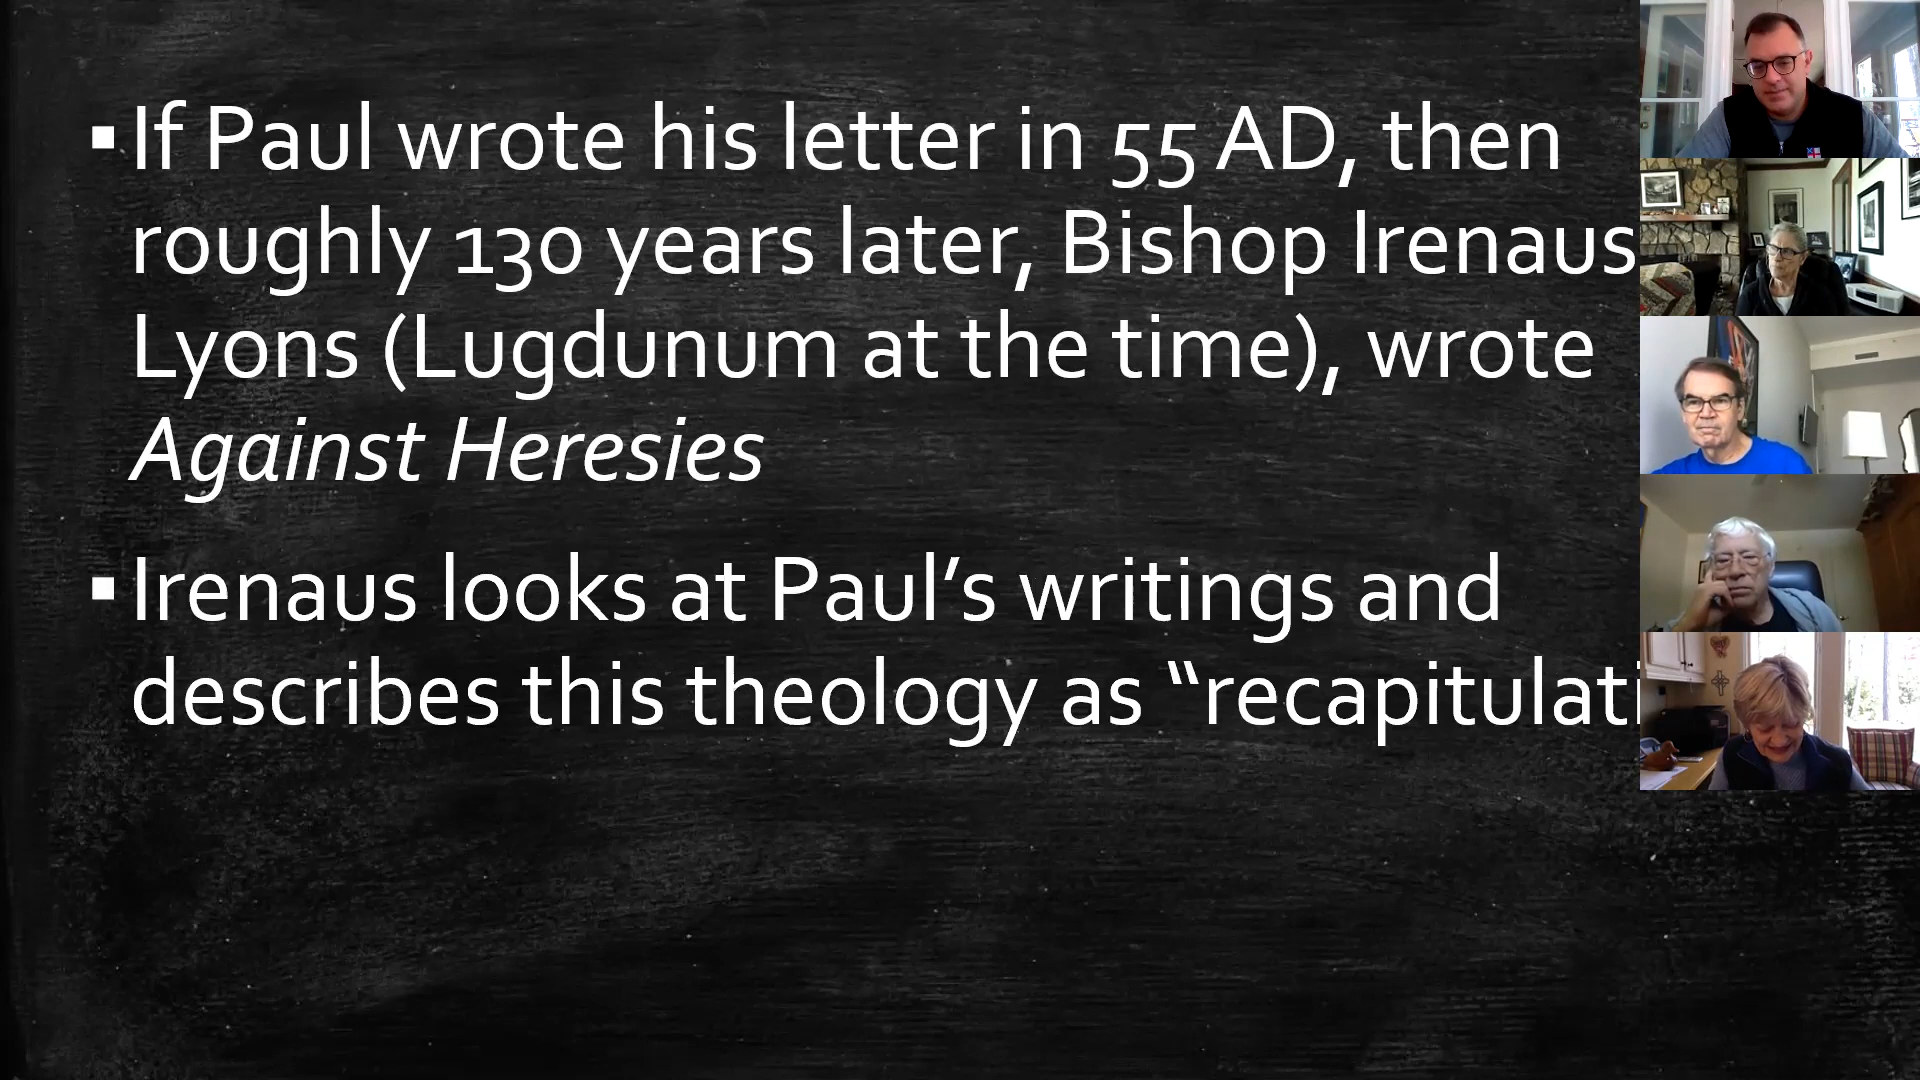 ▪ If Paul wrote his letter in 55 AD, then
roughly 130 years later, Bishop Irenaus
Lyons (Lugdunum at the time), wrote
Against Heresies
▪ Irenaus looks at Paul’s writings and
describes this theology as “recapitulati